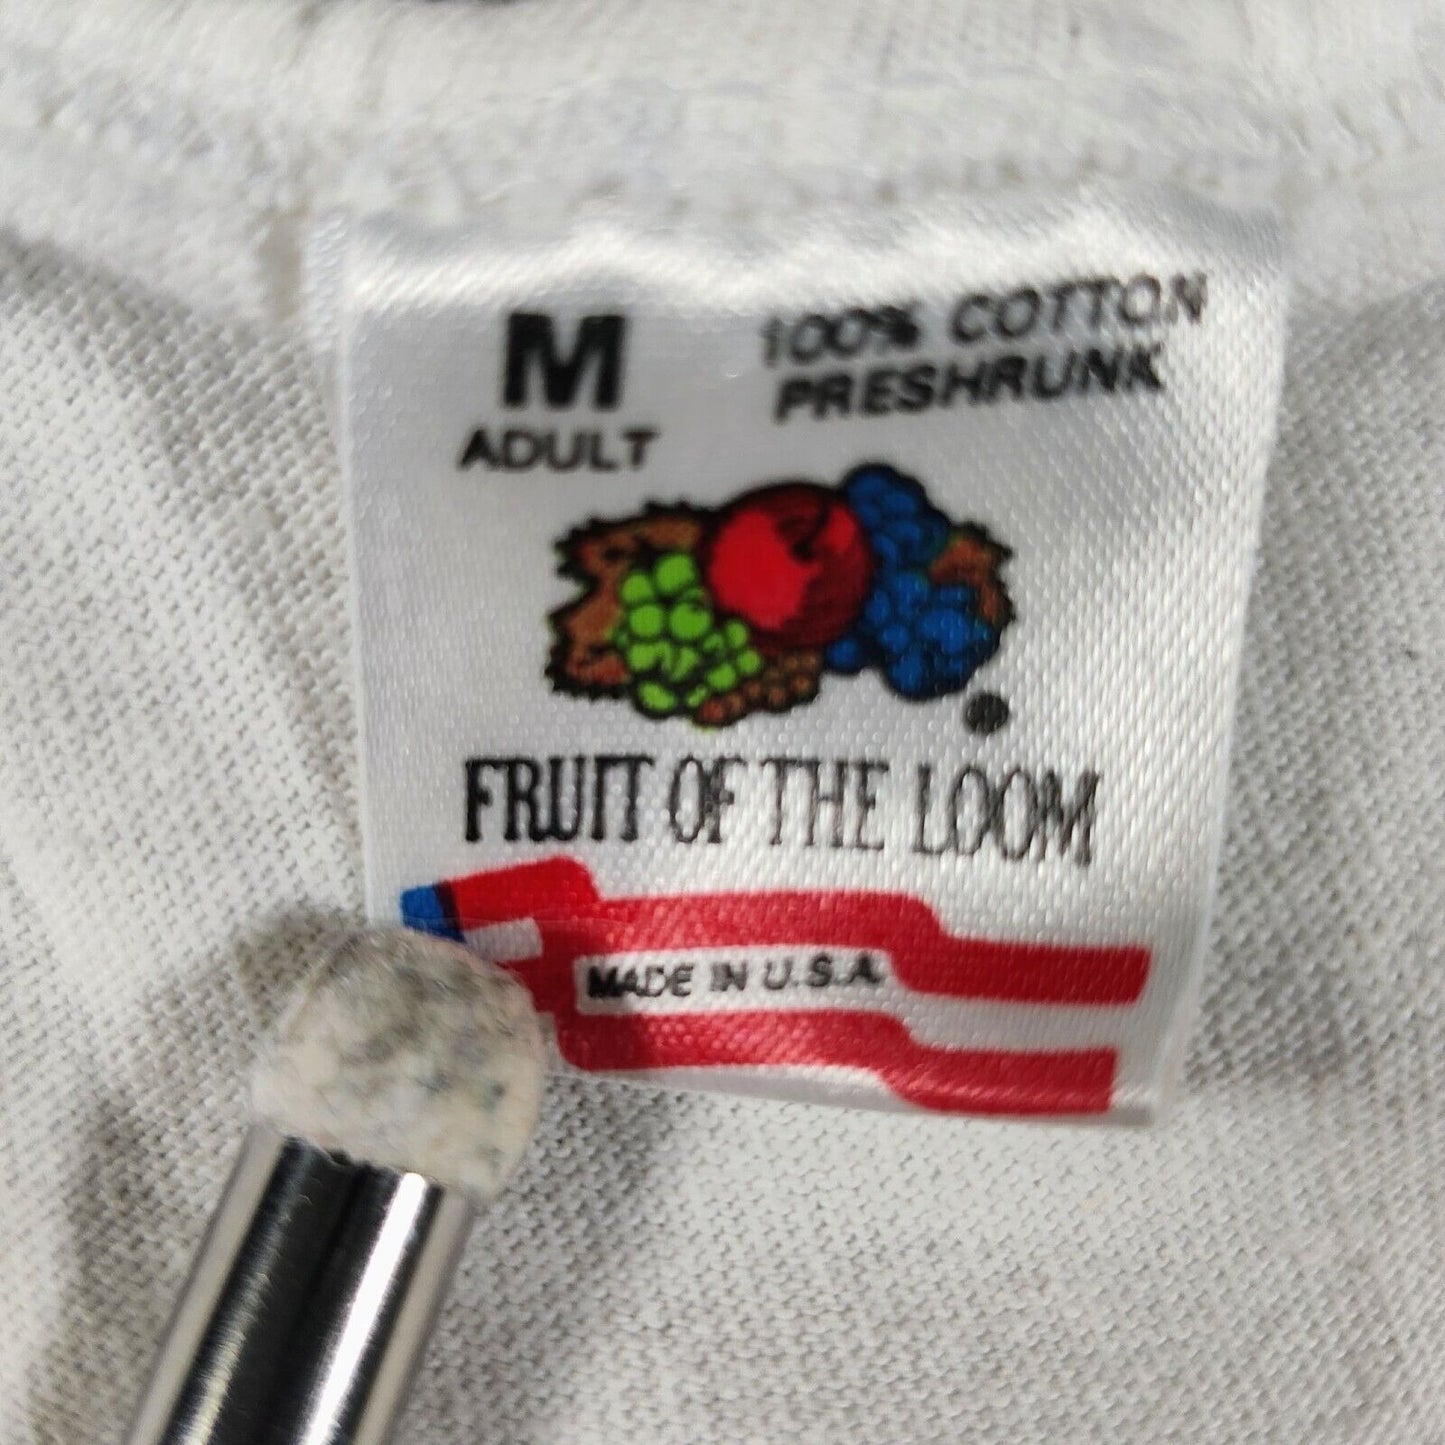 M
ADULT
100% COTTON
PRESHRUNK
FRUIT OF THE LOOM
MADE IN U.S.A.